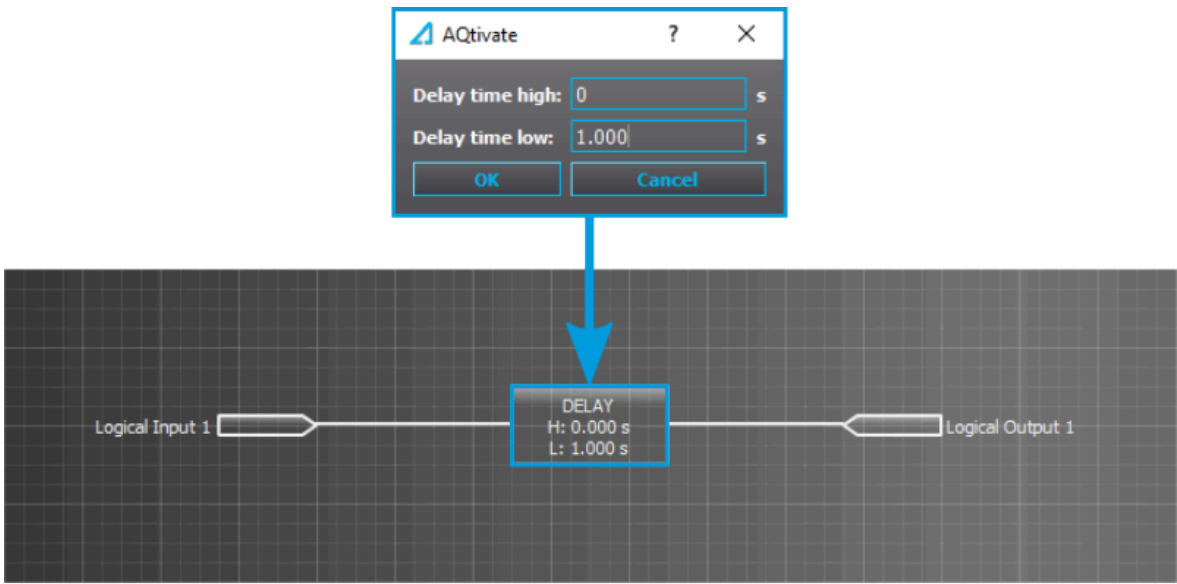 AQtivate ?
Delay time high: 0 s
Delay time low: 1.000 s
OK Cancel
DELAY
H: 0.000 s
L: 1.000 s
Logical Input 1
Logical Output 1